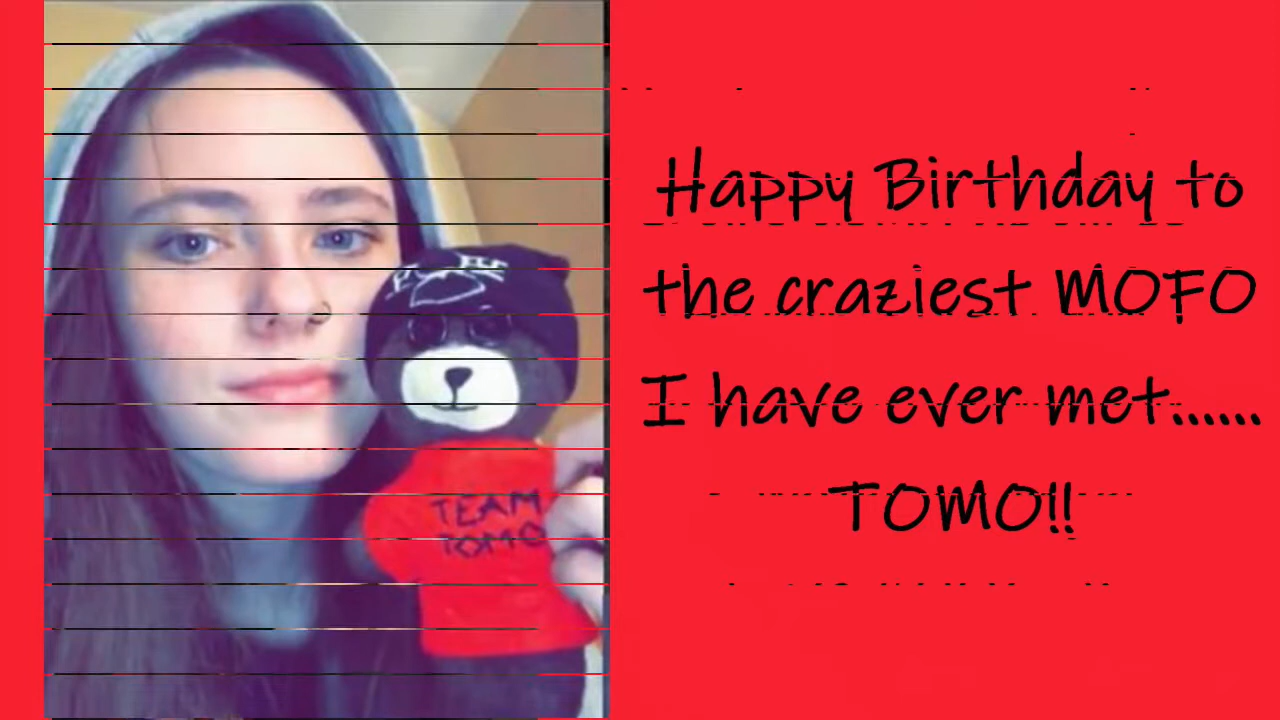 Happy Birthday to
the craziest MOFO
I have ever met......
TOMO!!
TEAM
TOMO